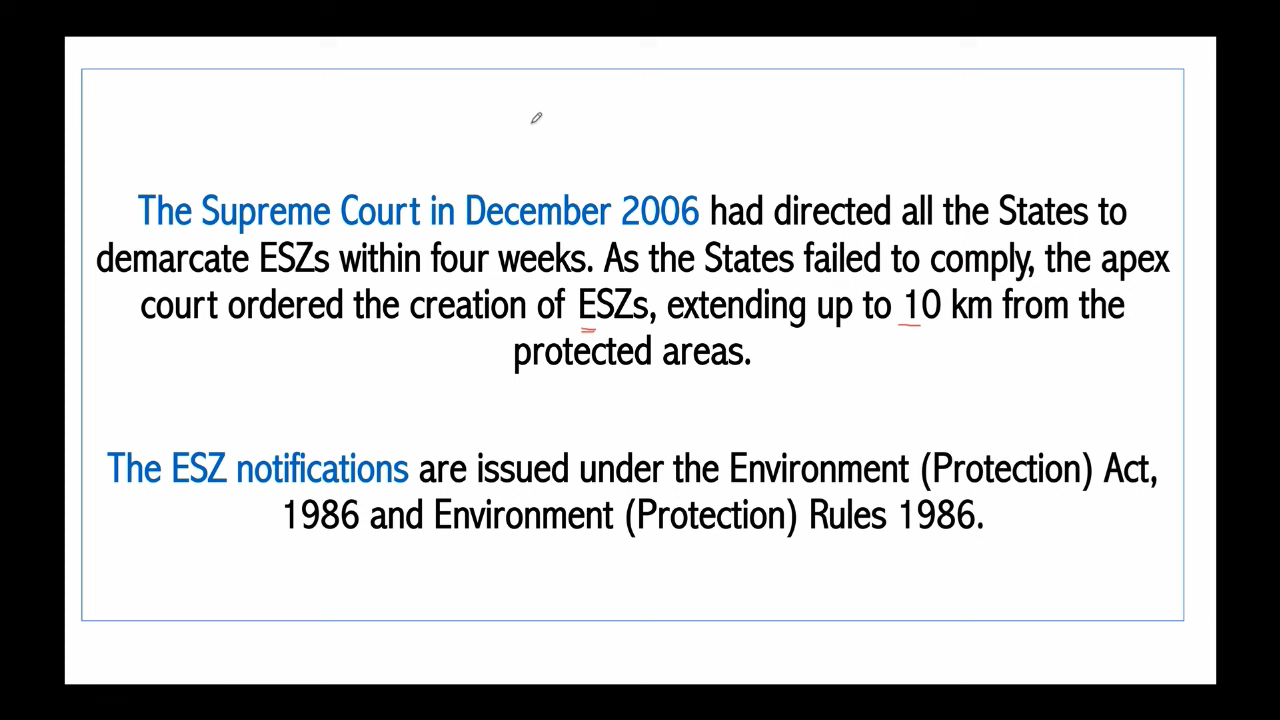 The Supreme Court in December 2006 had directed all the States to
demarcate ESZs within four weeks. As the States failed to comply, the apex
court ordered the creation of ESZs, extending up to 10 km from the
protected areas.
The ESZ notifications are issued under the Environment (Protection) Act,
1986 and Environment (Protection) Rules 1986.